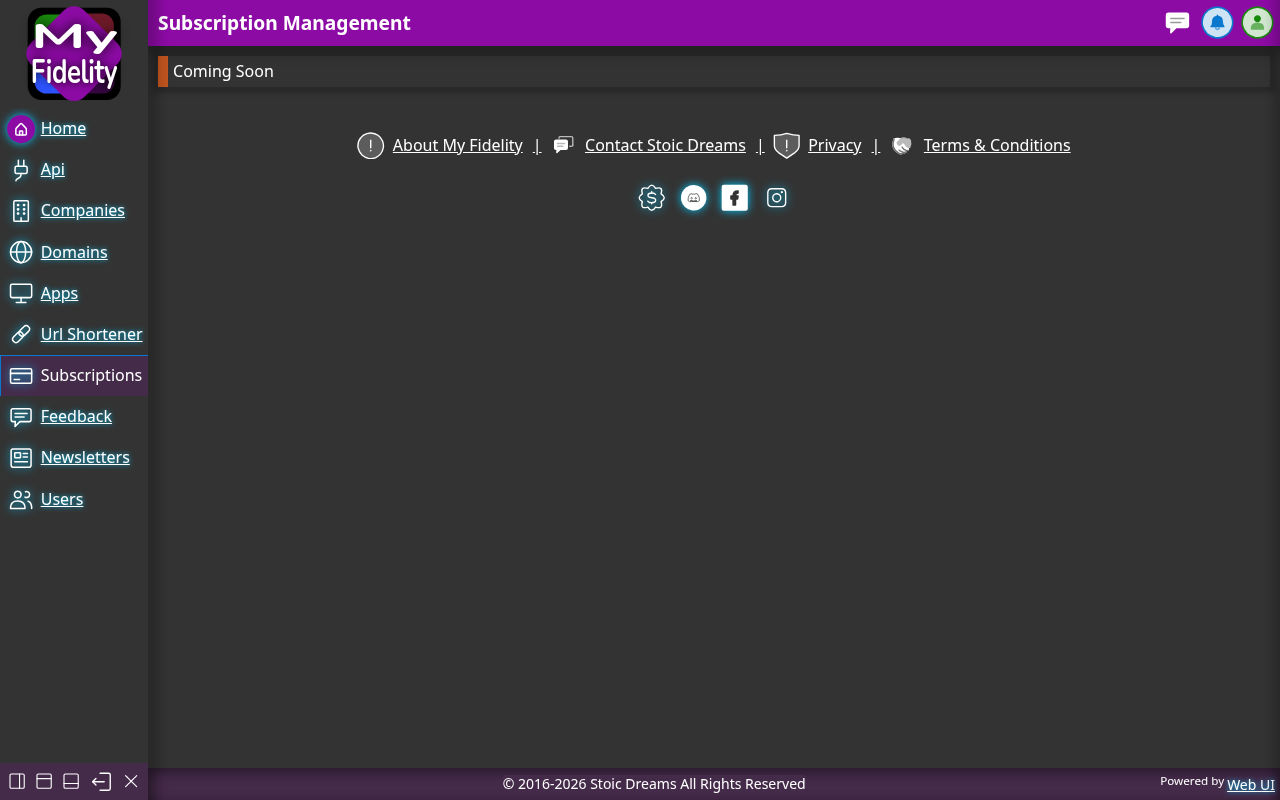 My
Fidelity
Subscription Management
Home
Api
Companies
Domains
Apps
Url Shortener
Subscriptions
Feedback
Newsletters
Users
Coming Soon
About My Fidelity | Contact Stoic Dreams | Privacy | Terms & Conditions
© 2016-2026 Stoic Dreams All Rights Reserved
Powered by Web UI